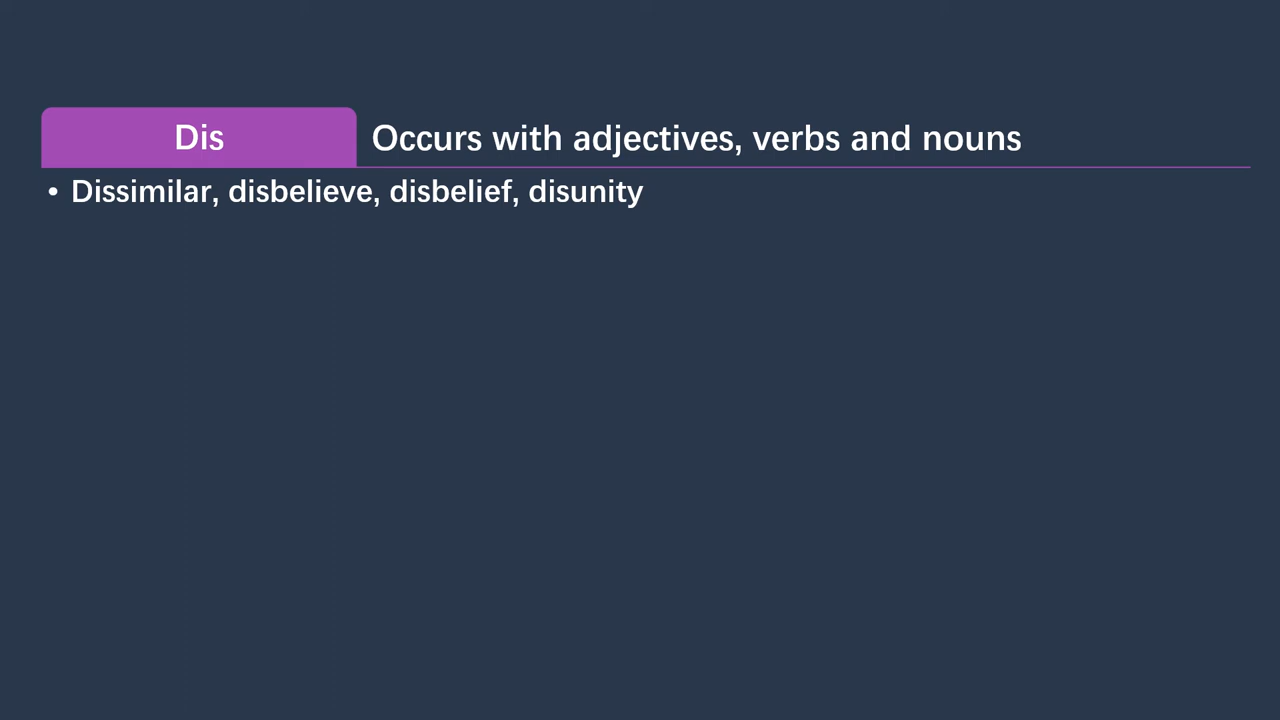 Dis
Occurs with adjectives, verbs and nouns
• Dissimilar, disbelieve, disbelief, disunity